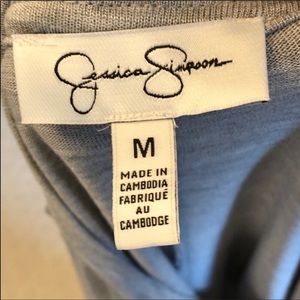 Jessica Simpson
M
MADE IN
CAMBODIA
FABRIQUÉ
AU
CAMBODGE